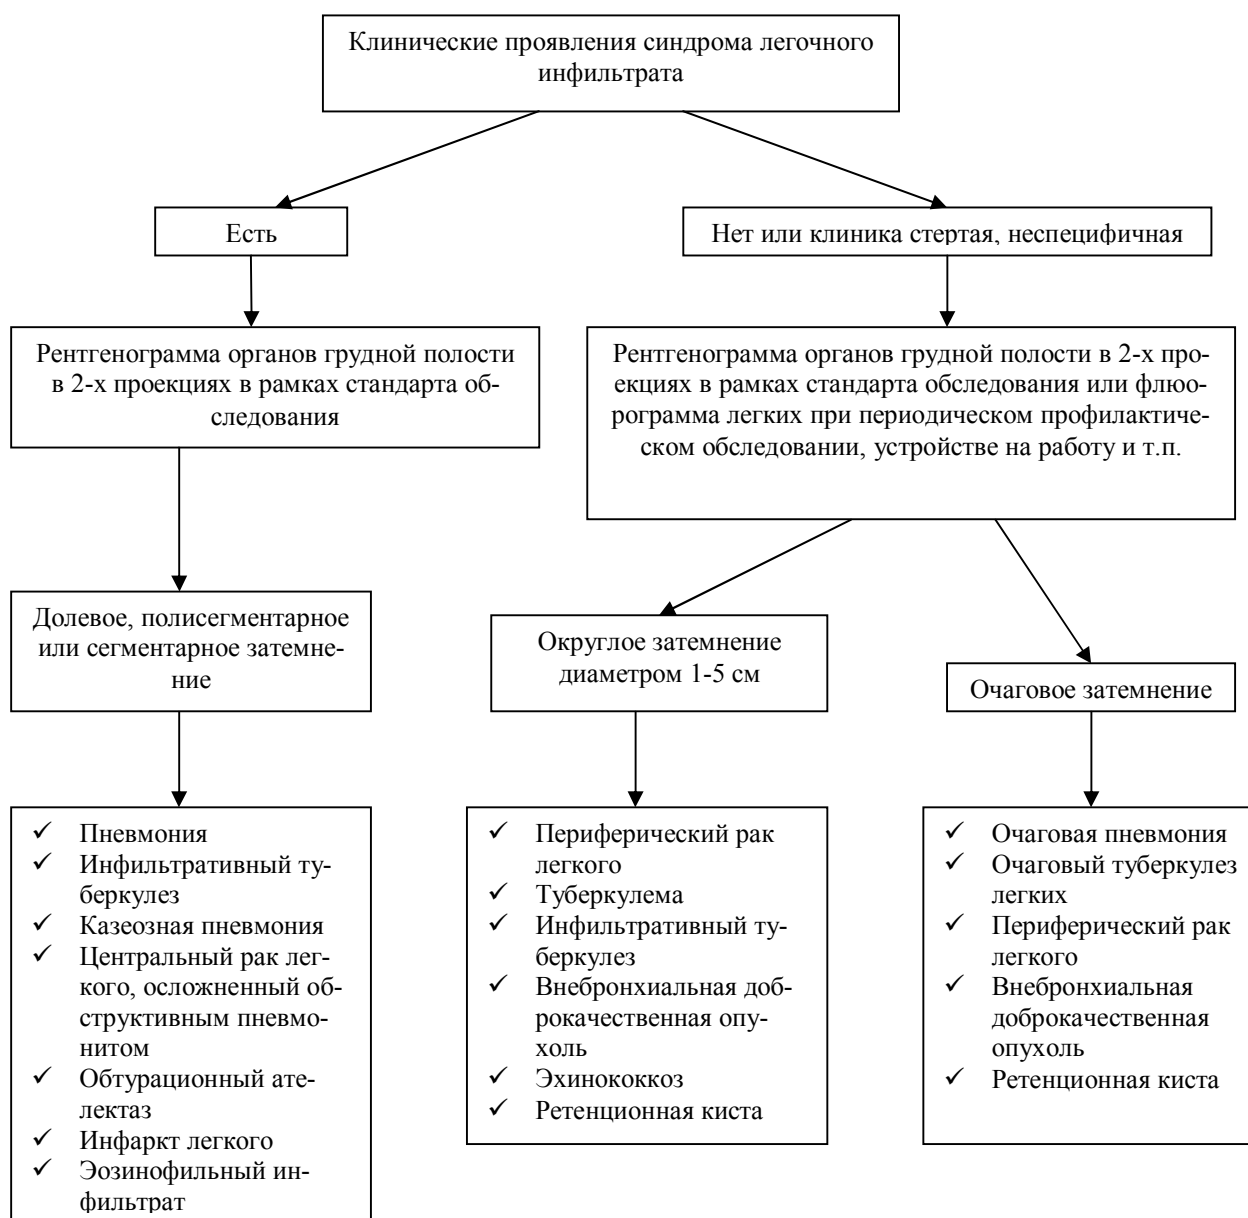 Клинические проявления синдрома легочного
инфильтрата
Есть
Нет или клиника стертая, неспецифичная
Рентгенограмма органов грудной полости
в 2-х проекциях в рамках стандарта об-
следования
Рентгенограмма органов грудной полости в 2-х про-
екциях в рамках стандарта обследования или флюо-
рограмма легких при периодическом профилактиче-
ском обследовании, устройстве на работу и т.п.
Долевое, полисегментарное
или сегментарное затемне-
ние
Округлое затемнение
диаметром 1-5 см
Очаговое затемнение
✓ Пневмония
✓ Инфильтративный ту-
беркулез
✓ Казеозная пневмония
✓ Центральный рак лег-
кого, осложненный об-
структивным пневмо-
нитом
✓ Обтурационный ате-
лектаз
✓ Инфаркт легкого
✓ Эозинофильный ин-
фильтрат
✓ Периферический рак
легкого
✓ Туберкулема
✓ Инфильтративный ту-
беркулез
✓ Внебронхиальная доб-
рокачественная опу-
холь
✓ Эхинококкоз
✓ Ретенционная киста
✓ Очаговая пневмония
✓ Очаговый туберкулез
легких
✓ Периферический рак
легкого
✓ Внебронхиальная
доброкачественная
опухоль
✓ Ретенционная киста